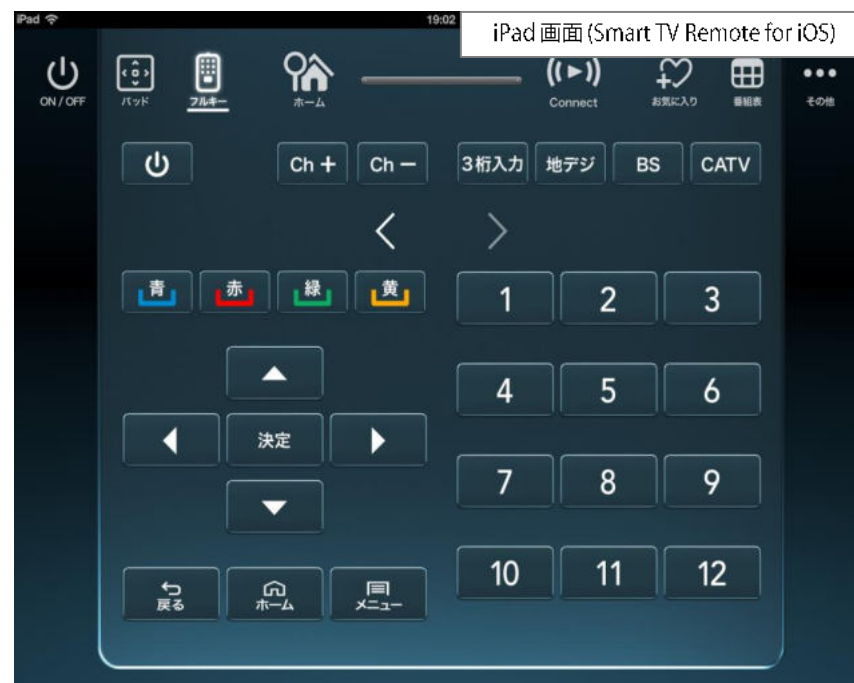 iPad 19:02
iPad 画面(Smart TV Remote for iOS)
ON / OFF パッド フルキー ホーム Connect お気に入り 番組表 その他
Ch + Ch − 3桁入力 地デジ BS CATV
青 赤 緑 黄
1 2 3
4 5 6
決定
7 8 9
10 11 12
戻る ホーム メニュー